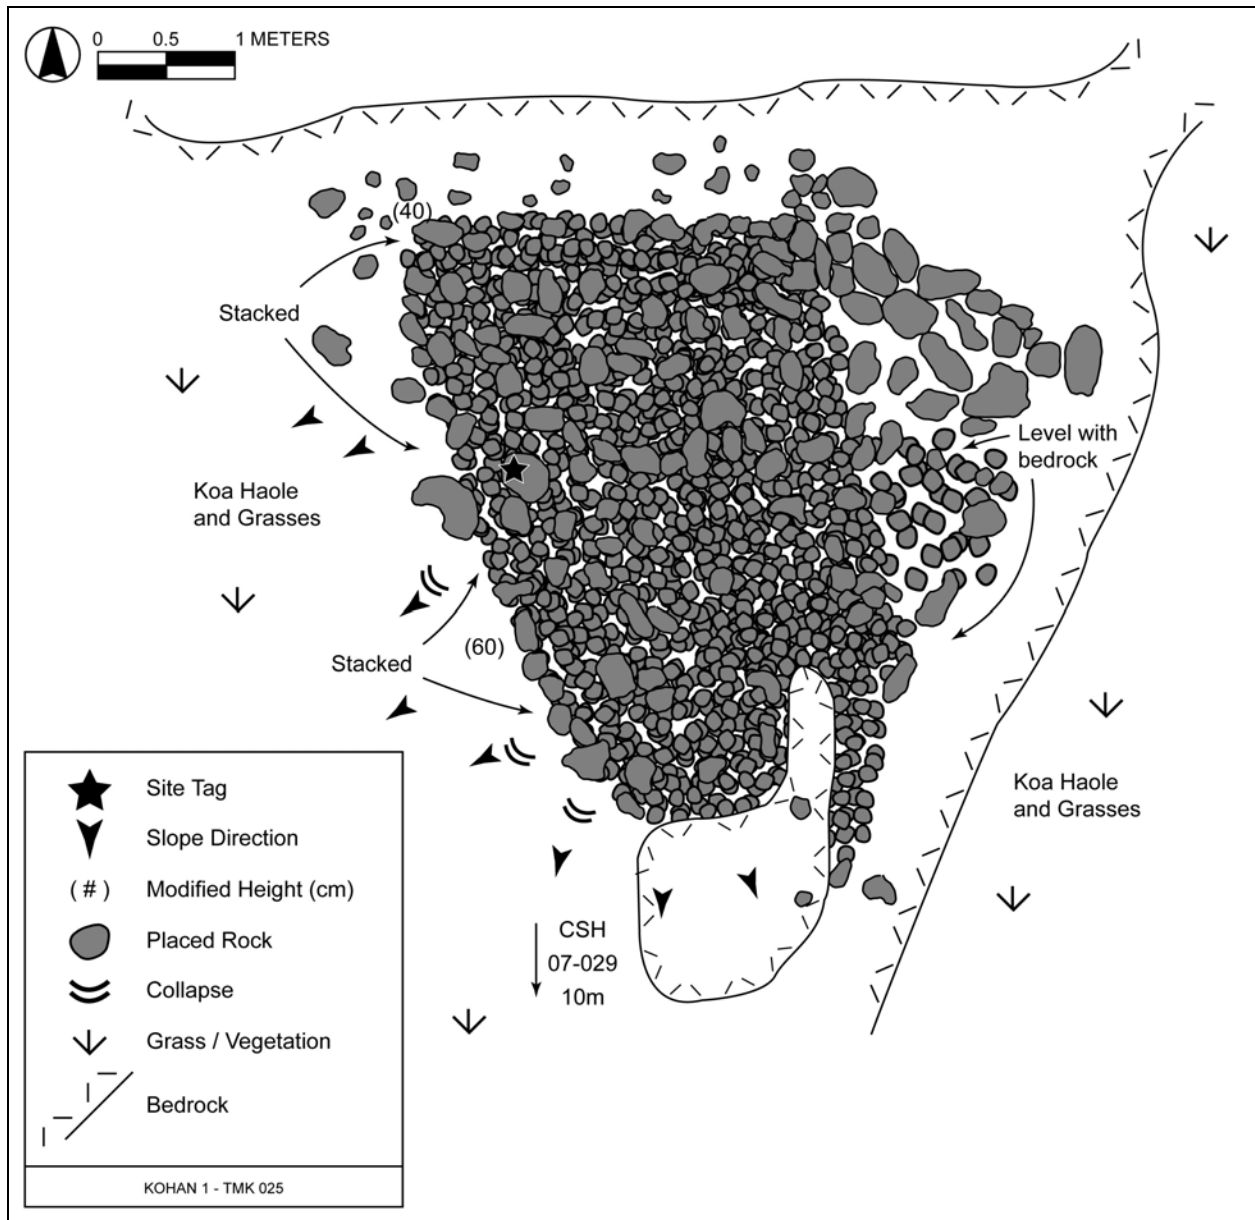 0 0.5 1 METERS
(40)
Stacked
Level with
bedrock
Koa Haole
and Grasses
(60)
Stacked
Koa Haole
and Grasses
CSH
07-029
10m
Site Tag
Slope Direction
( # ) Modified Height (cm)
Placed Rock
Collapse
Grass / Vegetation
Bedrock
KOHAN 1 - TMK 025